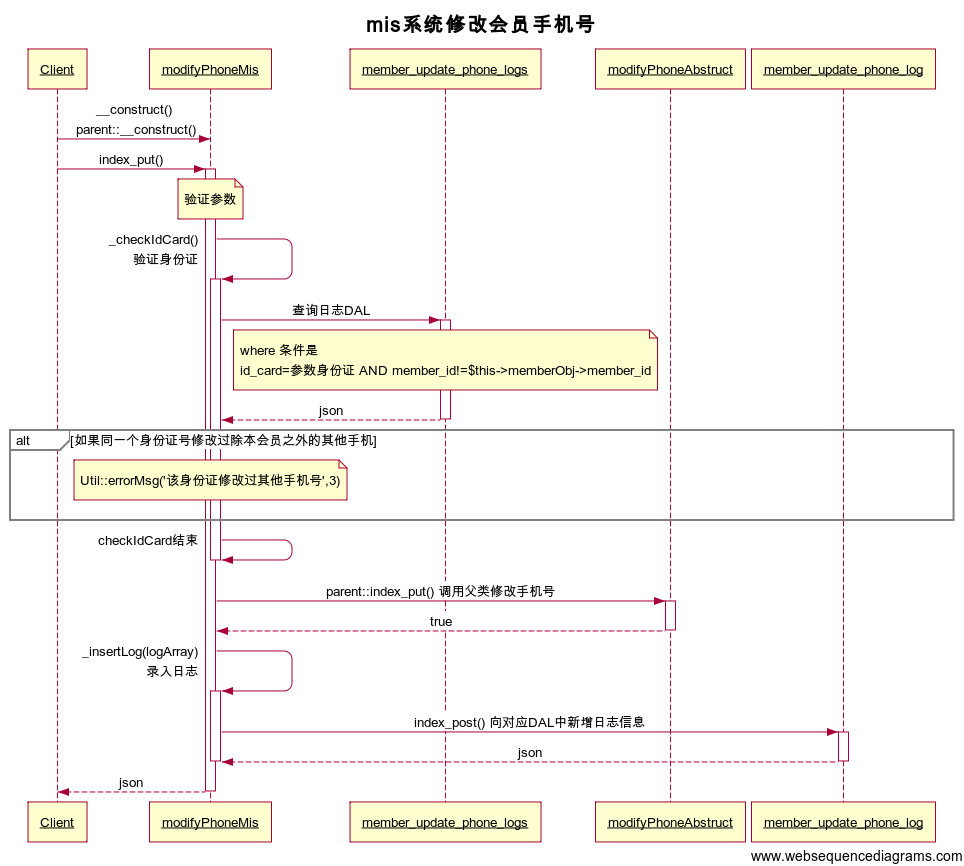 mis系统修改会员手机号
Client
modifyPhoneMis
member_update_phone_logs
modifyPhoneAbstruct
member_update_phone_log
__construct()
parent::__construct()
index_put()
验证参数
_checkIdCard()
验证身份证
查询日志DAL
where 条件是
id_card=参数身份证 AND member_id!=$this->memberObj->member_id
json
alt
[如果同一个身份证号修改过除本会员之外的其他手机]
Util::errorMsg('该身份证修改过其他手机号',3)
checkIdCard结束
parent::index_put() 调用父类修改手机号
true
_insertLog(logArray)
录入日志
index_post() 向对应DAL中新增日志信息
json
json
Client
modifyPhoneMis
member_update_phone_logs
modifyPhoneAbstruct
member_update_phone_log
www.websequencediagrams.com